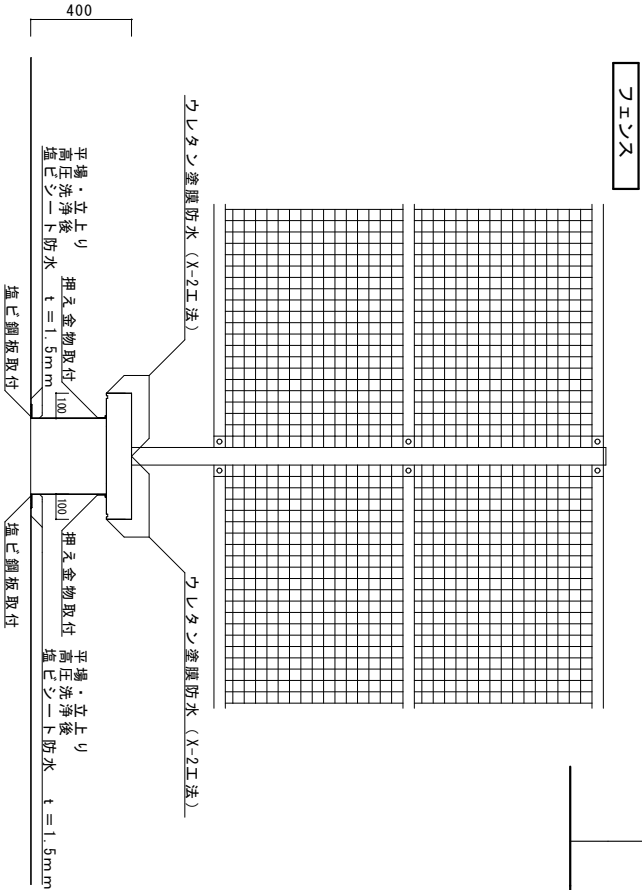 フェンス
400
ウレタン塗膜防水（X-2工法）
平場・立上り
高圧洗浄後
塩ビシート防水　t＝1.5mm
押え金物取付
塩ビ鋼板取付
100
100
ウレタン塗膜防水（X-2工法）
押え金物取付
塩ビ鋼板取付
平場・立上り
高圧洗浄後
塩ビシート防水　t＝1.5mm